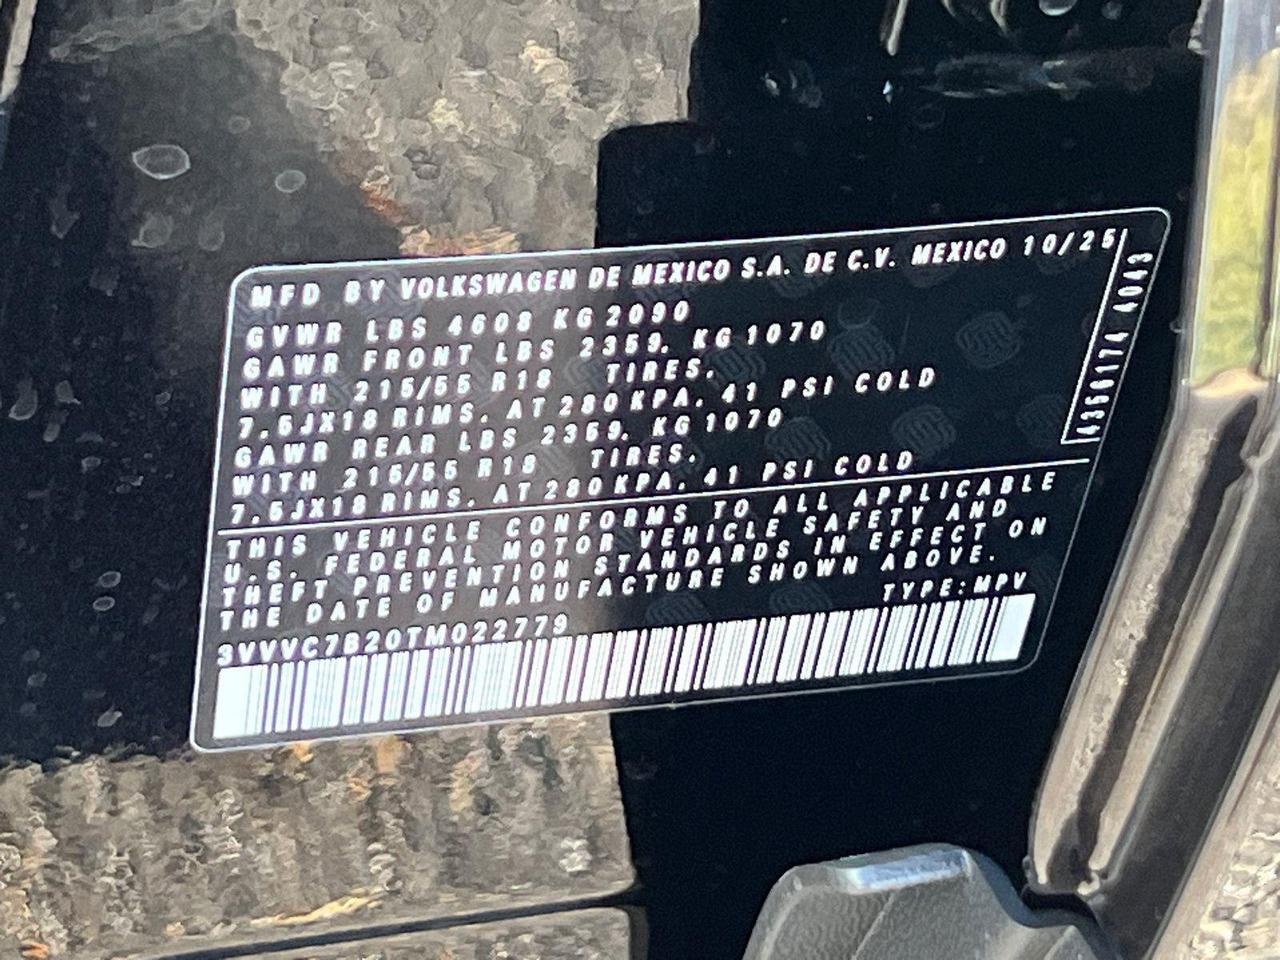 MFD BY VOLKSWAGEN DE MEXICO S.A. DE C.V. MEXICO 10/25
GVWR LBS 4608 KG 2090
GAWR FRONT LBS 2359. KG 1070
WITH 215/55 R18 TIRES.
7.5JX18 RIMS. AT 280 KPA. 41 PSI COLD
GAWR REAR LBS 2359. KG 1070
WITH 215/55 R18 TIRES.
7.5JX18 RIMS. AT 280 KPA. 41 PSI COLD
THIS VEHICLE CONFORMS TO ALL APPLICABLE
U.S. FEDERAL MOTOR VEHICLE SAFETY AND
THEFT PREVENTION STANDARDS IN EFFECT ON
THE DATE OF MANUFACTURE SHOWN ABOVE.
TYPE: MPV
3VVVC7B20TM022779